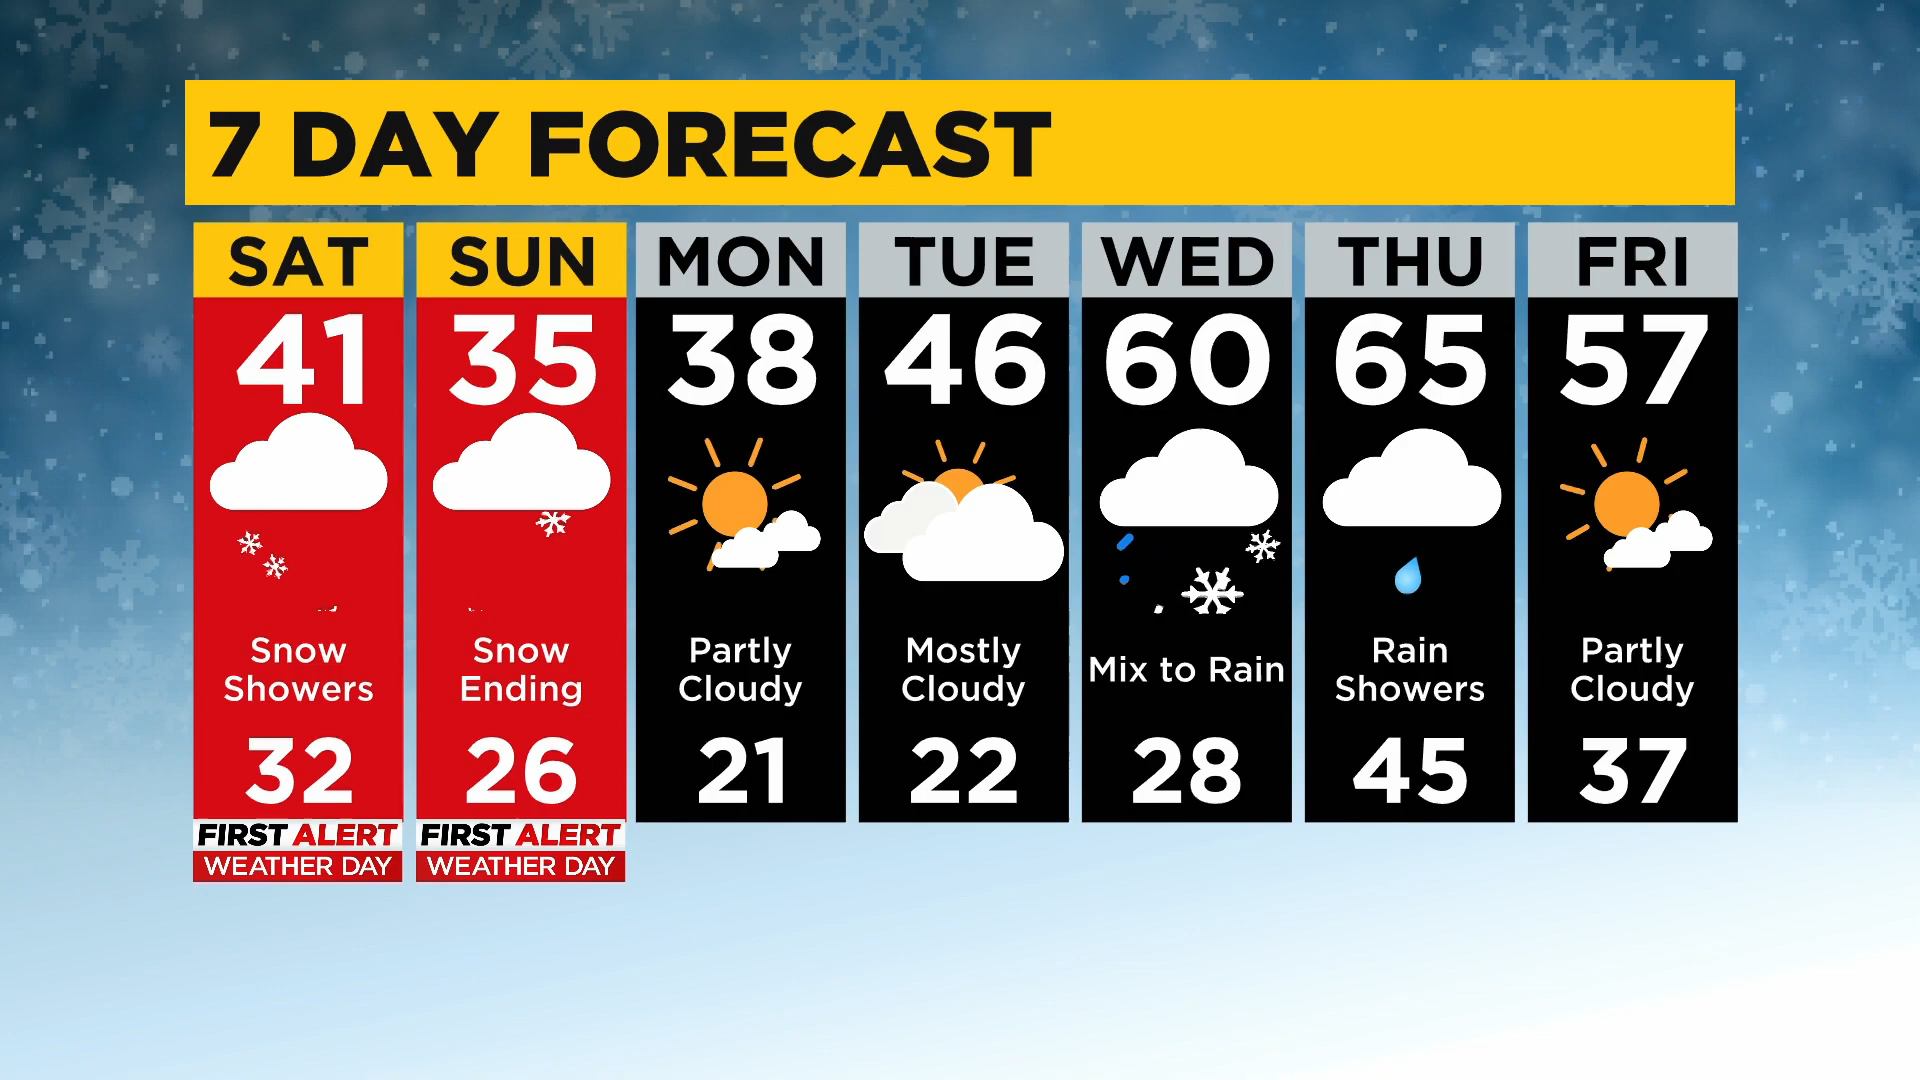 7 DAY FORECAST
SAT
41
Snow
Showers
32
FIRST ALERT
WEATHER DAY
SUN
35
Snow
Ending
26
FIRST ALERT
WEATHER DAY
MON
38
Partly
Cloudy
21
TUE
46
Mostly
Cloudy
22
WED
60
Mix to Rain
28
THU
65
Rain
Showers
45
FRI
57
Partly
Cloudy
37